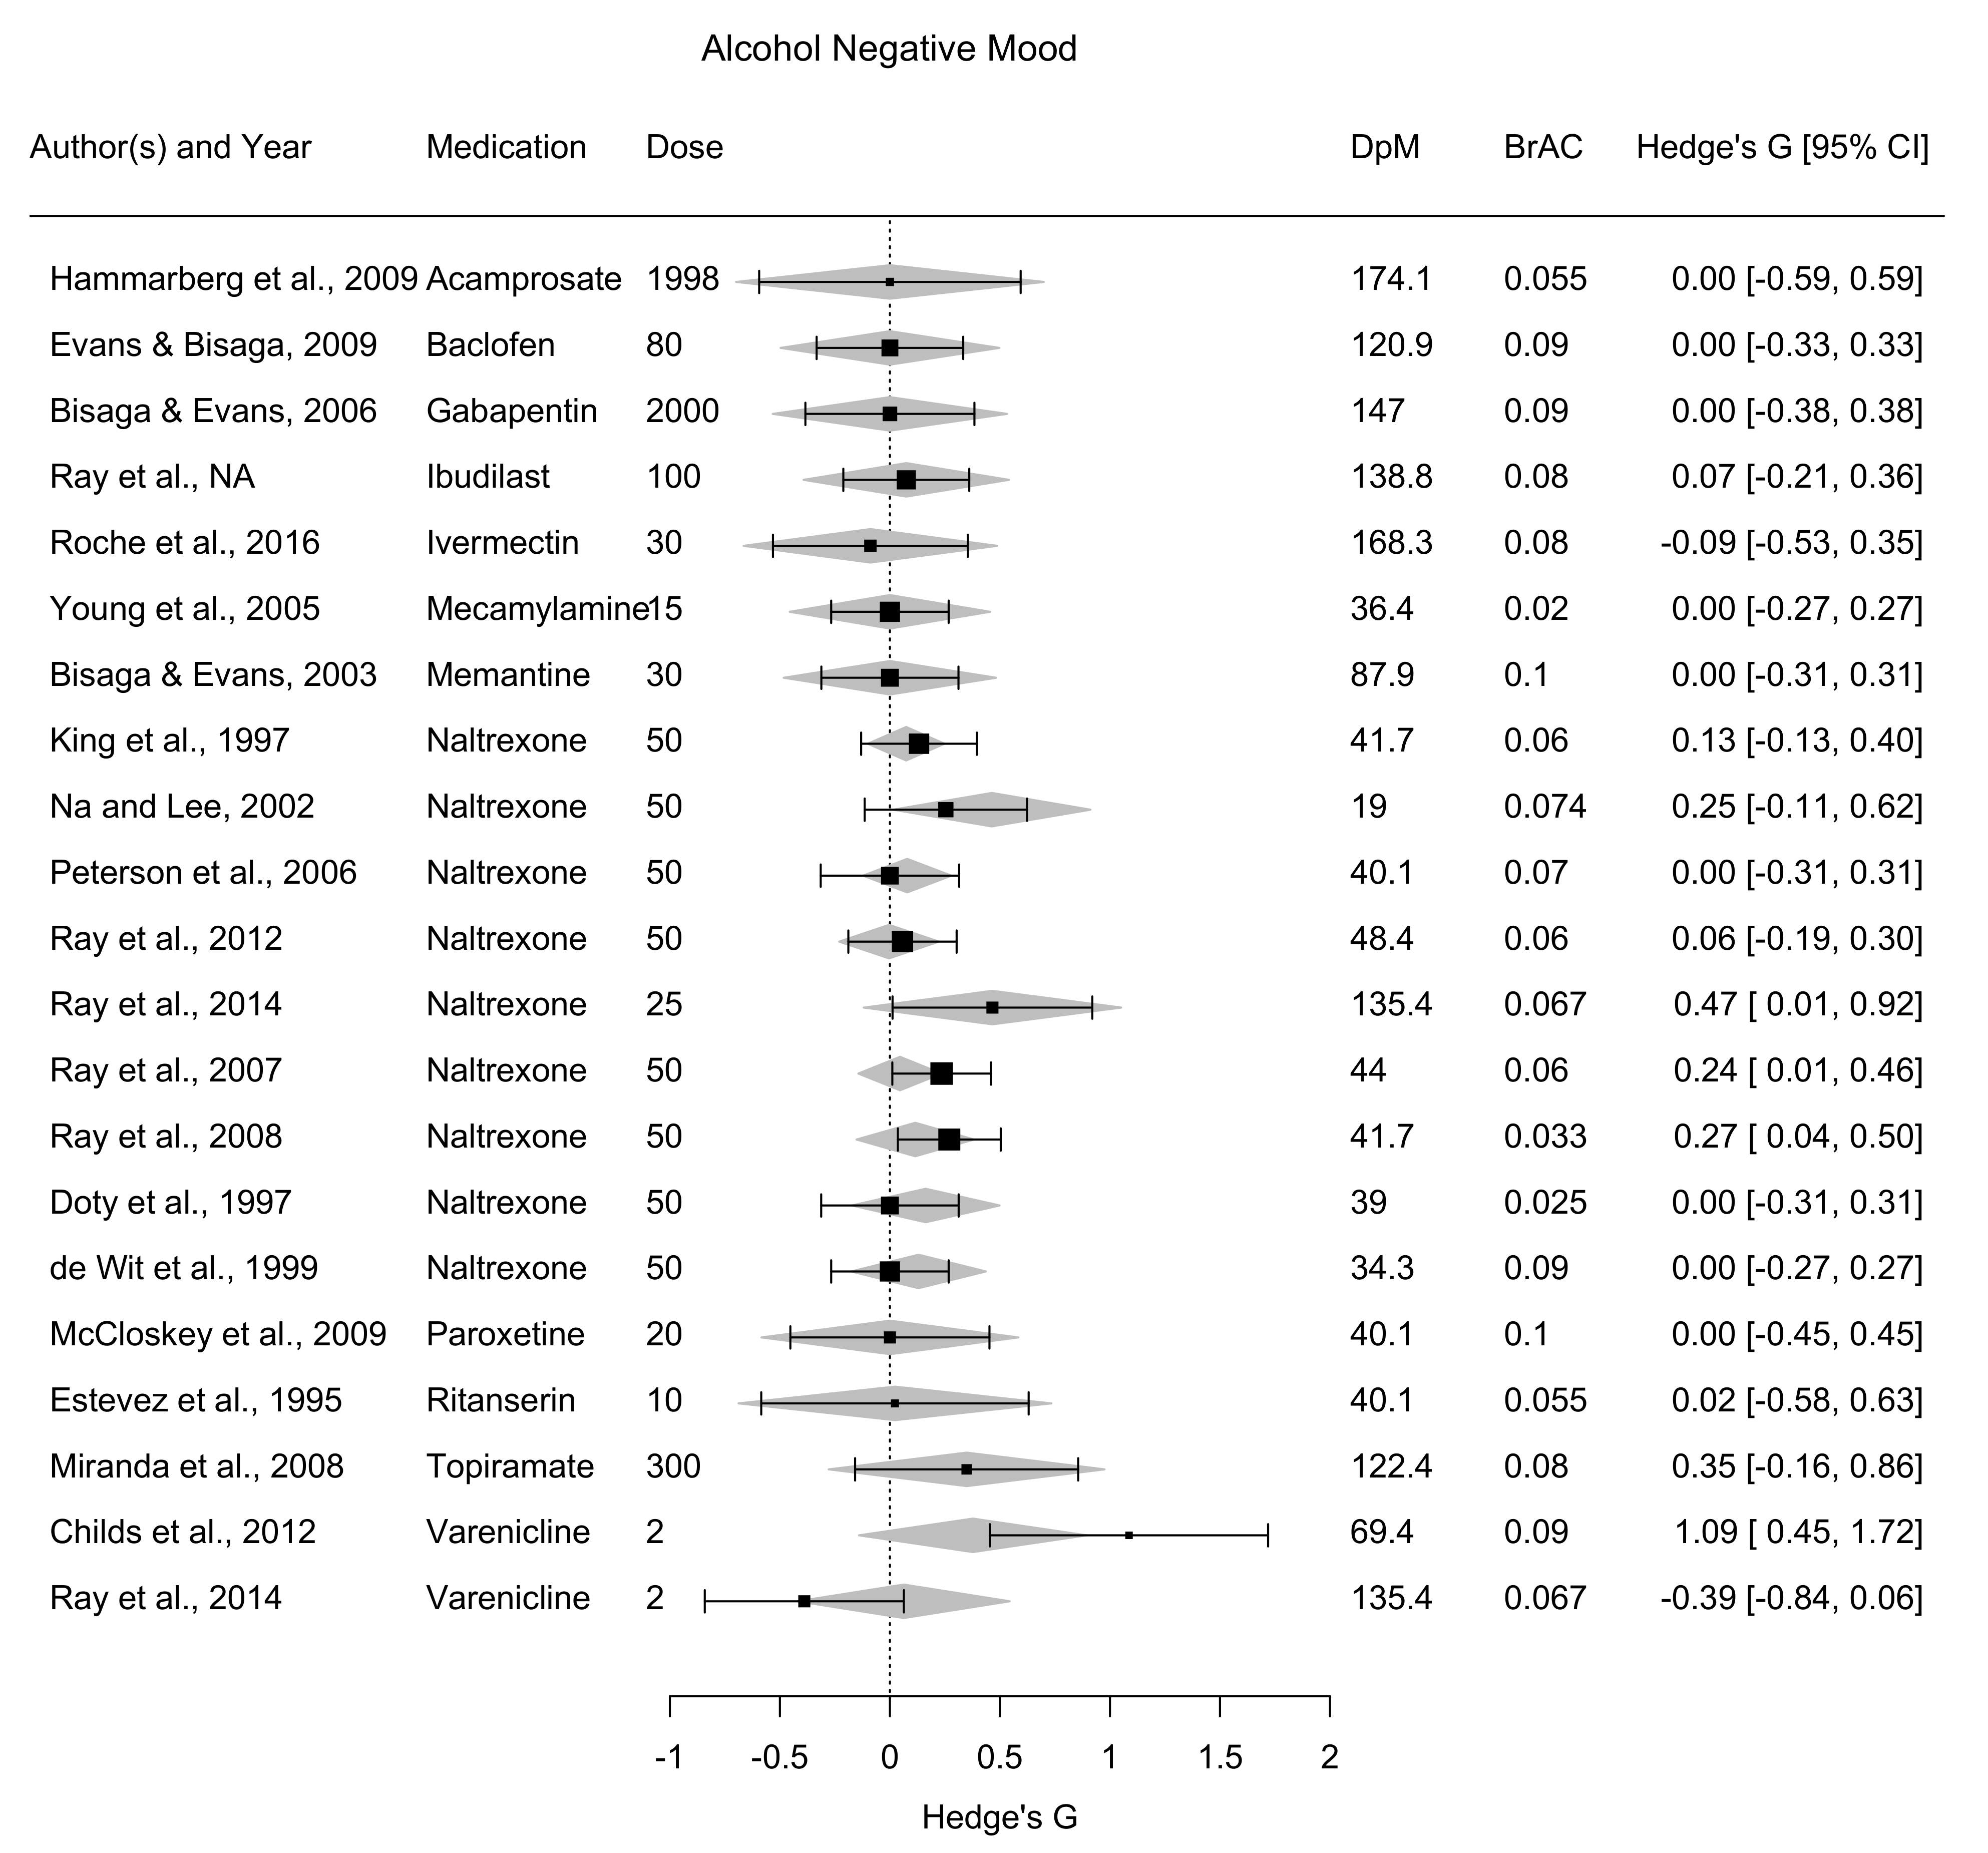 Alcohol Negative Mood
Author(s) and Year Medication Dose DpM BrAC Hedge's G [95% CI]
Hammarberg et al., 2009 Acamprosate 1998 174.1 0.055 0.00 [-0.59, 0.59]
Evans & Bisaga, 2009 Baclofen 80 120.9 0.09 0.00 [-0.33, 0.33]
Bisaga & Evans, 2006 Gabapentin 2000 147 0.09 0.00 [-0.38, 0.38]
Ray et al., NA Ibudilast 100 138.8 0.08 0.07 [-0.21, 0.36]
Roche et al., 2016 Ivermectin 30 168.3 0.08 -0.09 [-0.53, 0.35]
Young et al., 2005 Mecamylamine 15 36.4 0.02 0.00 [-0.27, 0.27]
Bisaga & Evans, 2003 Memantine 30 87.9 0.1 0.00 [-0.31, 0.31]
King et al., 1997 Naltrexone 50 41.7 0.06 0.13 [-0.13, 0.40]
Na and Lee, 2002 Naltrexone 50 19 0.074 0.25 [-0.11, 0.62]
Peterson et al., 2006 Naltrexone 50 40.1 0.07 0.00 [-0.31, 0.31]
Ray et al., 2012 Naltrexone 50 48.4 0.06 0.06 [-0.19, 0.30]
Ray et al., 2014 Naltrexone 25 135.4 0.067 0.47 [ 0.01, 0.92]
Ray et al., 2007 Naltrexone 50 44 0.06 0.24 [ 0.01, 0.46]
Ray et al., 2008 Naltrexone 50 41.7 0.033 0.27 [ 0.04, 0.50]
Doty et al., 1997 Naltrexone 50 39 0.025 0.00 [-0.31, 0.31]
de Wit et al., 1999 Naltrexone 50 34.3 0.09 0.00 [-0.27, 0.27]
McCloskey et al., 2009 Paroxetine 20 40.1 0.1 0.00 [-0.45, 0.45]
Estevez et al., 1995 Ritanserin 10 40.1 0.055 0.02 [-0.58, 0.63]
Miranda et al., 2008 Topiramate 300 122.4 0.08 0.35 [-0.16, 0.86]
Childs et al., 2012 Varenicline 2 69.4 0.09 1.09 [ 0.45, 1.72]
Ray et al., 2014 Varenicline 2 135.4 0.067 -0.39 [-0.84, 0.06]
-1 -0.5 0 0.5 1 1.5 2
Hedge's G